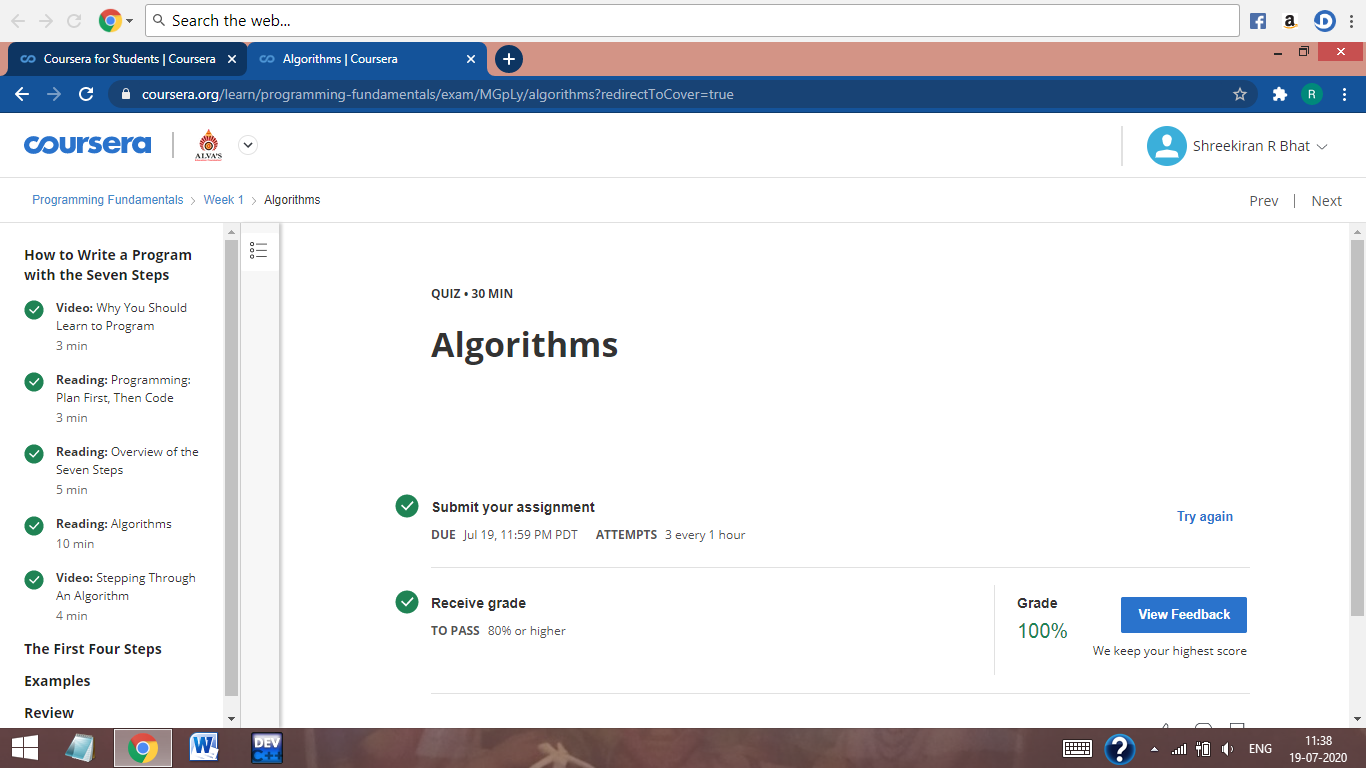 Search the web...
Coursera for Students | Coursera
Algorithms | Coursera
coursera.org/learn/programming-fundamentals/exam/MGpLy/algorithms?redirectToCover=true
R
coursera
ALVA'S
Shreekiran R Bhat
Programming Fundamentals > Week 1 > Algorithms
Prev | Next
How to Write a Program
with the Seven Steps
Video: Why You Should
Learn to Program
3 min
Reading: Programming:
Plan First, Then Code
3 min
Reading: Overview of the
Seven Steps
5 min
Reading: Algorithms
10 min
Video: Stepping Through
An Algorithm
4 min
The First Four Steps
Examples
Review
QUIZ • 30 MIN
Algorithms
Submit your assignment
DUE Jul 19, 11:59 PM PDT ATTEMPTS 3 every 1 hour
Try again
Receive grade
TO PASS 80% or higher
Grade
100%
View Feedback
We keep your highest score
DEV
ENG
11:38
19-07-2020